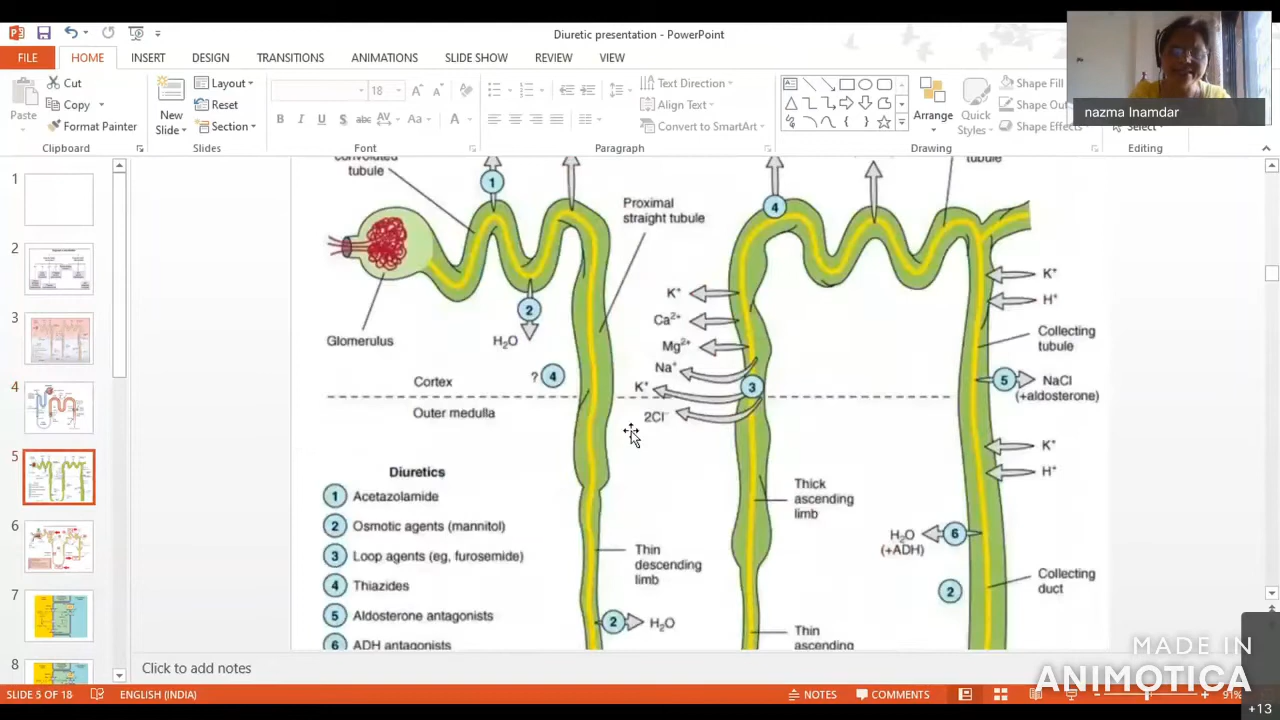 Diuretic presentation - PowerPoint
FILE
HOME
INSERT
DESIGN
TRANSITIONS
ANIMATIONS
SLIDE SHOW
REVIEW
VIEW
Paste
Cut
Copy
Format Painter
Clipboard
New
Slide
Layout
Reset
Section
Slides
18
Font
Text Direction
Align Text
Convert to SmartArt
Paragraph
Arrange
Quick
Styles
Shape Fill
Shape Effects
Drawing
Select
Editing
nazma Inamdar
1
2
3
4
5
6
7
8
convoluted
tubule
1
Proximal
straight tubule
4
tubule
Glomerulus
2
H₂O
? 4
Cortex
Outer medulla
K⁺
Ca²⁺
Mg²⁺
Na⁺
K⁺
2Cl⁻
3
K⁺
H⁺
Collecting
tubule
5 NaCl
(+aldosterone)
K⁺
H⁺
Diuretics
1 Acetazolamide
2 Osmotic agents (mannitol)
3 Loop agents (eg, furosemide)
4 Thiazides
5 Aldosterone antagonists
6 ADH antagonists
Thin
descending
limb
2 H₂O
Thick
ascending
limb
Thin
ascending
H₂O 6
(+ADH)
2
Collecting
duct
Click to add notes
MADE IN
ANIMOTICA
SLIDE 5 OF 18
ENGLISH (INDIA)
NOTES
COMMENTS
91%
+13